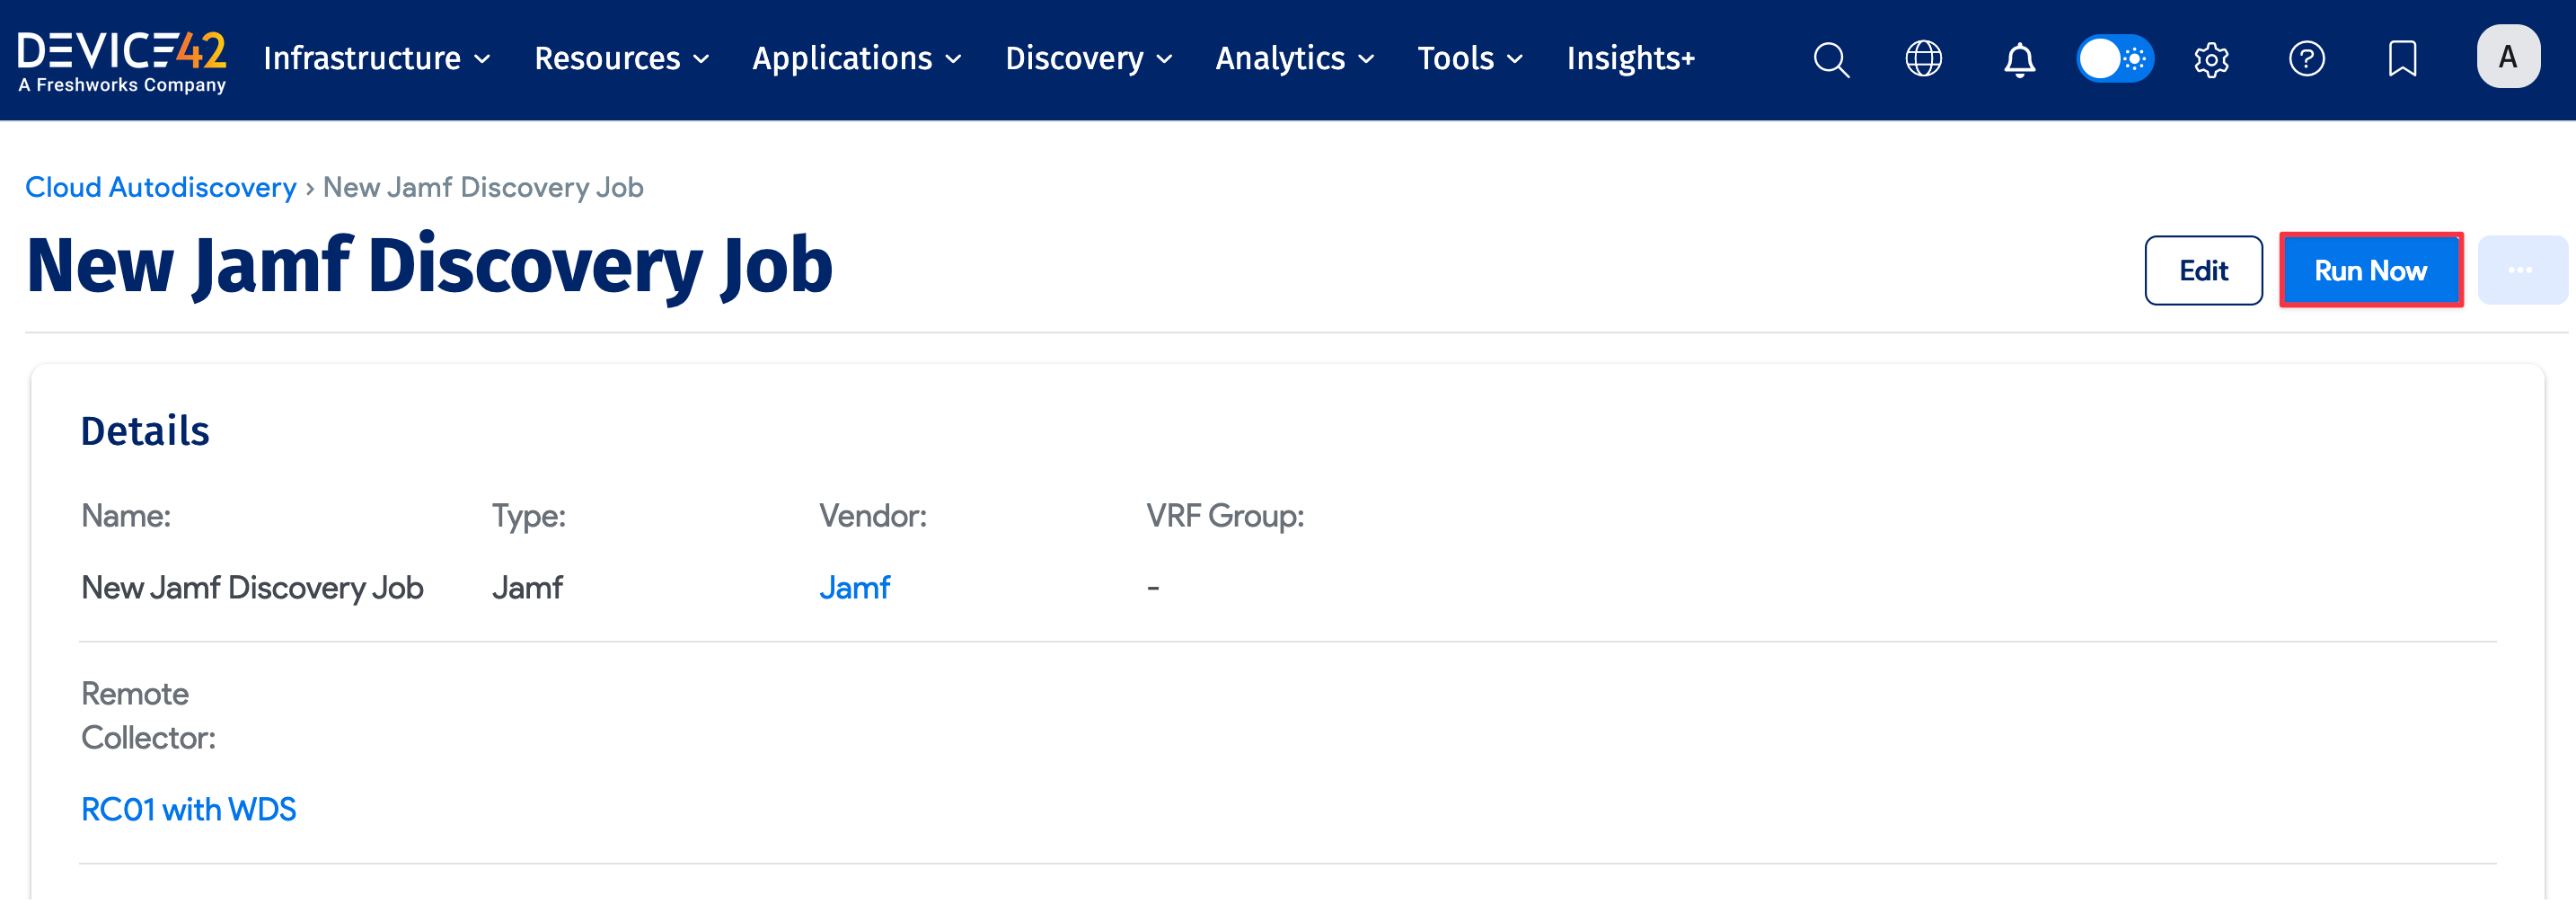 DEVICE42
A Freshworks Company
Infrastructure Resources Applications Discovery Analytics Tools Insights+
A
Cloud Autodiscovery › New Jamf Discovery Job
New Jamf Discovery Job
Edit Run Now ...
Details
Name: Type: Vendor: VRF Group:
New Jamf Discovery Job Jamf Jamf -
Remote
Collector:
RC01 with WDS